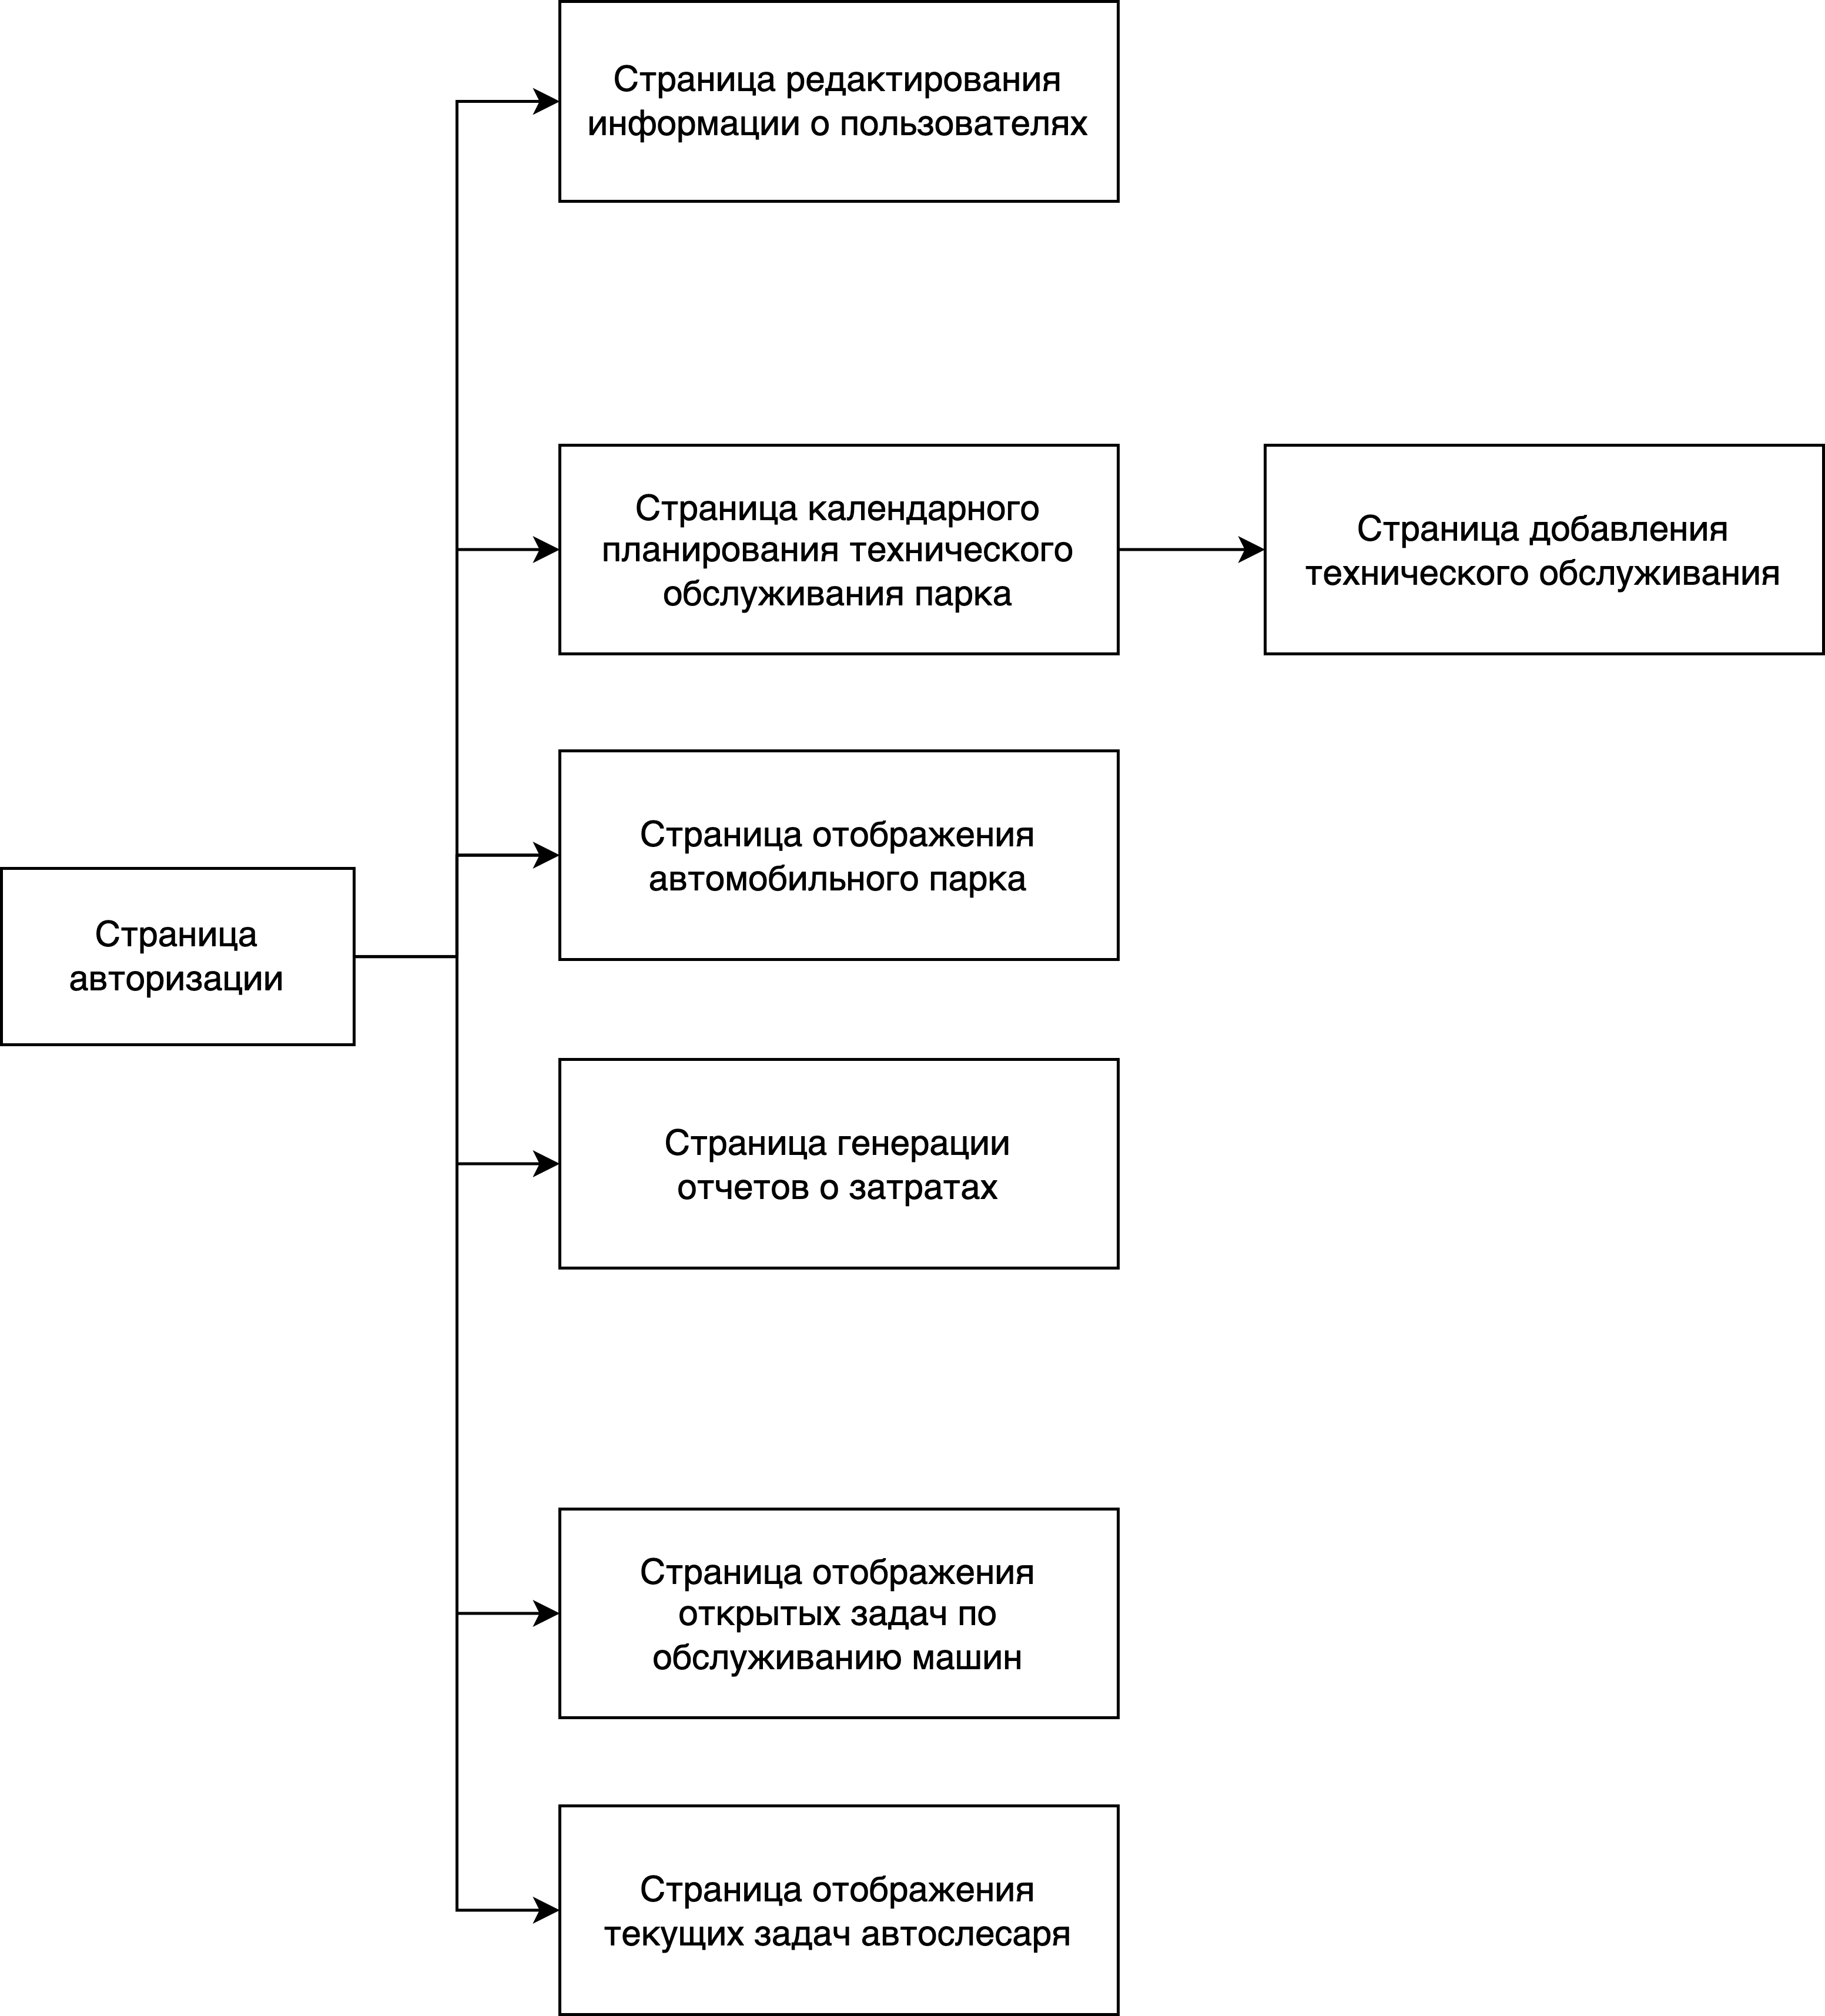 Страница редактирования
информации о пользователях
Страница календарного
планирования технического
обслуживания парка
Страница добавления
технического обслуживания
Страница отображения
автомобильного парка
Страница
авторизации
Страница генерации
отчетов о затратах
Страница отображения
открытых задач по
обслуживанию машин
Страница отображения
текущих задач автослесаря